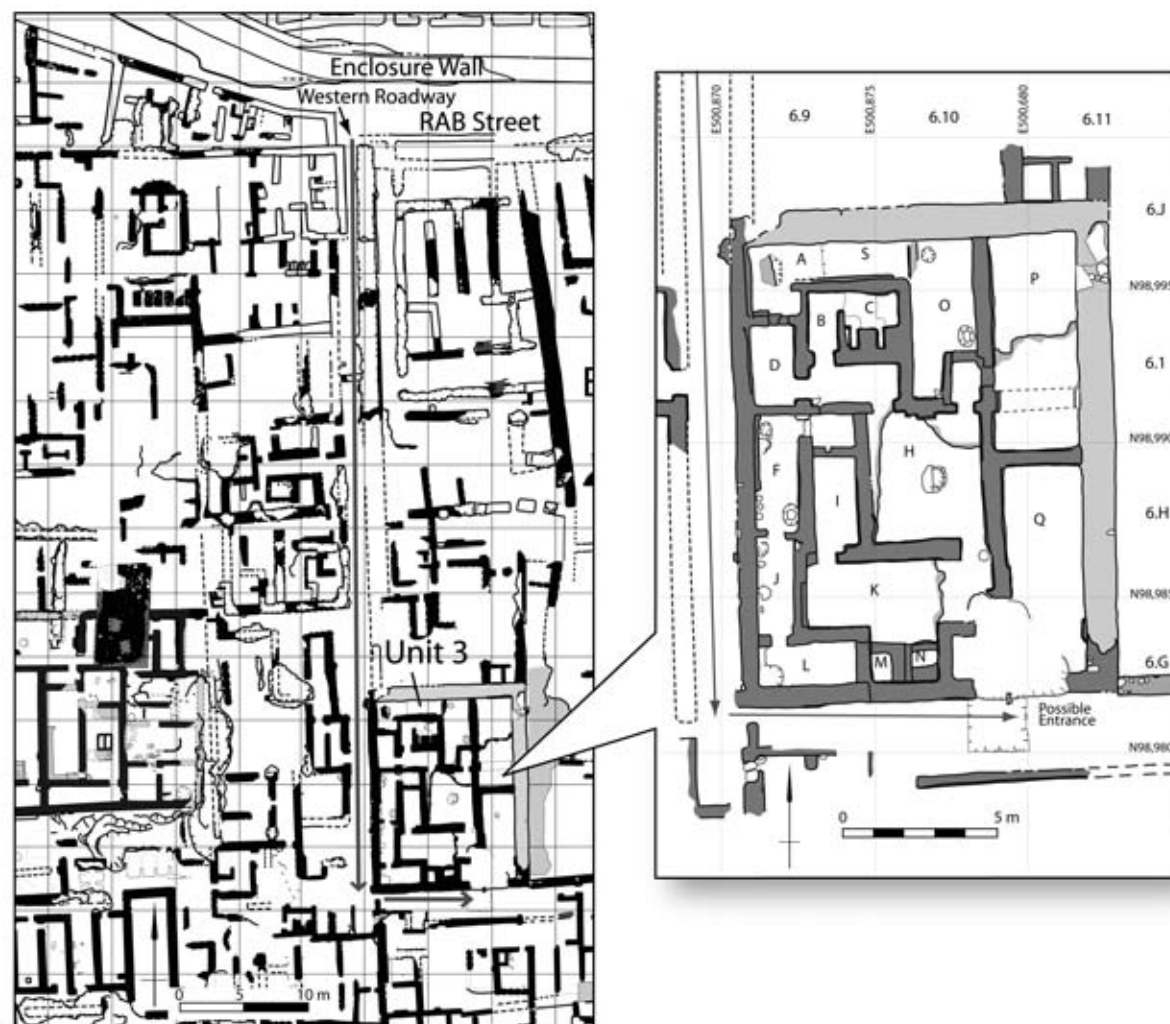 Enclosure Wall
Western Roadway
RAB Street
Unit 3
0 5 10 m
E500,870
E500,875
E500,680
6.9
6.10
6.11
6.J
N98,995
6.1
N98,990
6.H
N98,985
6.G
N98,980
A
S
P
B
C
O
D
H
F
I
Q
J
K
L
M
N
Possible
Entrance
0 5 m